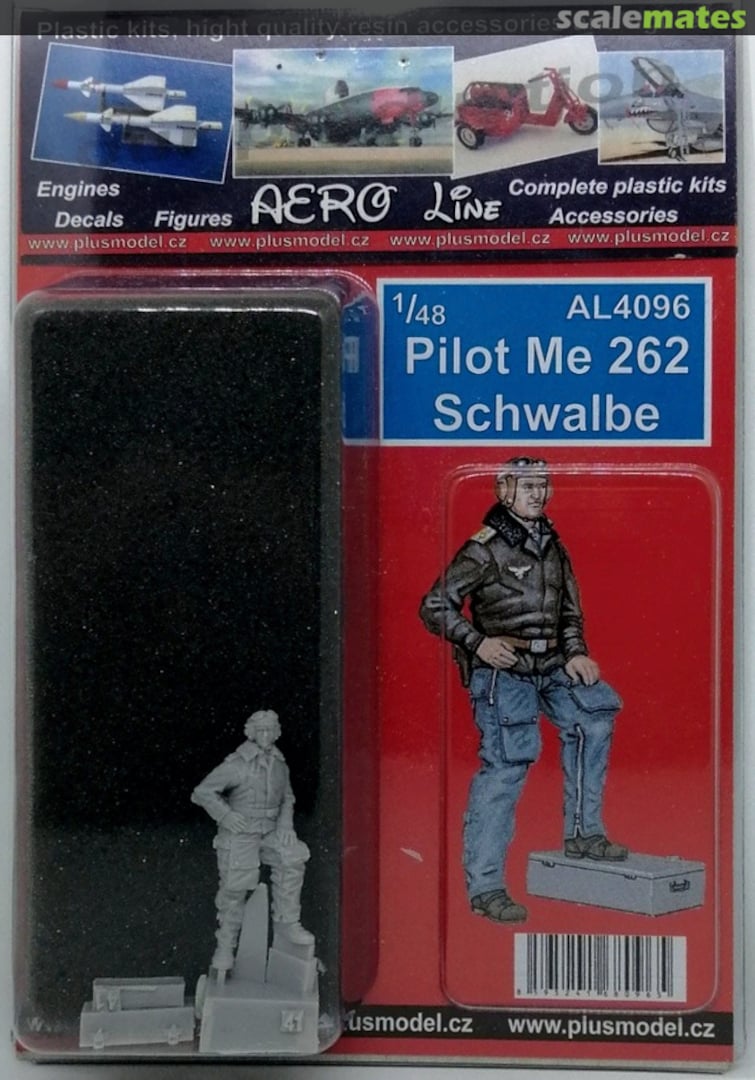 scalemates
Plastic kits, hight quality resin accessories
Engines
Decals
Figures
AERO LINE
Complete plastic kits
Accessories
www.plusmodel.cz www.plusmodel.cz www.plusmodel.cz www.plusmodel.cz
1/48
AL4096
Pilot Me 262
Schwalbe
41
usmodel.cz www.plusmodel.cz